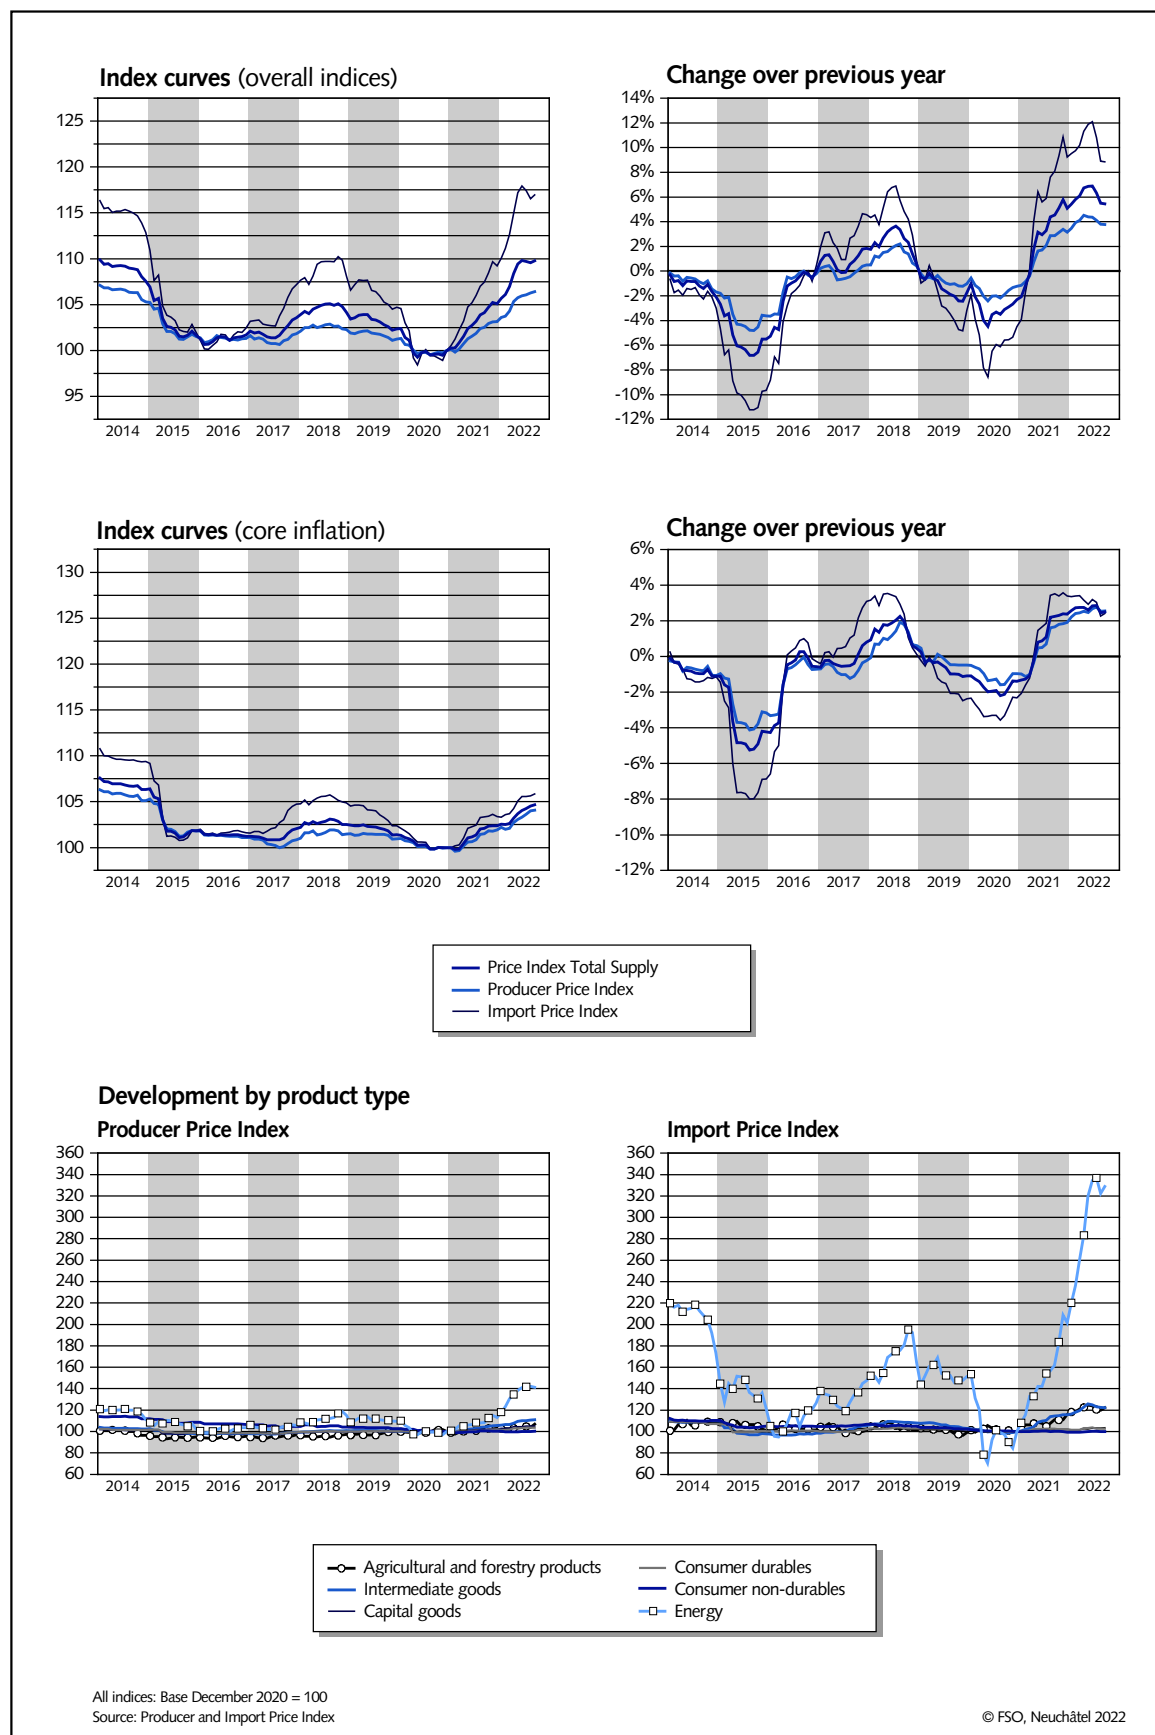 Index curves (overall indices)
125
120
115
110
105
100
95
2014 2015 2016 2017 2018 2019 2020 2021 2022
Change over previous year
14%
12%
10%
8%
6%
4%
2%
0%
-2%
-4%
-6%
-8%
-10%
-12%
2014 2015 2016 2017 2018 2019 2020 2021 2022
Index curves (core inflation)
130
125
120
115
110
105
100
2014 2015 2016 2017 2018 2019 2020 2021 2022
Change over previous year
6%
4%
2%
0%
-2%
-4%
-6%
-8%
-10%
-12%
2014 2015 2016 2017 2018 2019 2020 2021 2022
Price Index Total Supply
Producer Price Index
Import Price Index
Development by product type
Producer Price Index
360
340
320
300
280
260
240
220
200
180
160
140
120
100
80
60
2014 2015 2016 2017 2018 2019 2020 2021 2022
Import Price Index
360
340
320
300
280
260
240
220
200
180
160
140
120
100
80
60
2014 2015 2016 2017 2018 2019 2020 2021 2022
Agricultural and forestry products
Intermediate goods
Capital goods
Consumer durables
Consumer non-durables
Energy
All indices: Base December 2020 = 100
Source: Producer and Import Price Index
© FSO, Neuchâtel 2022